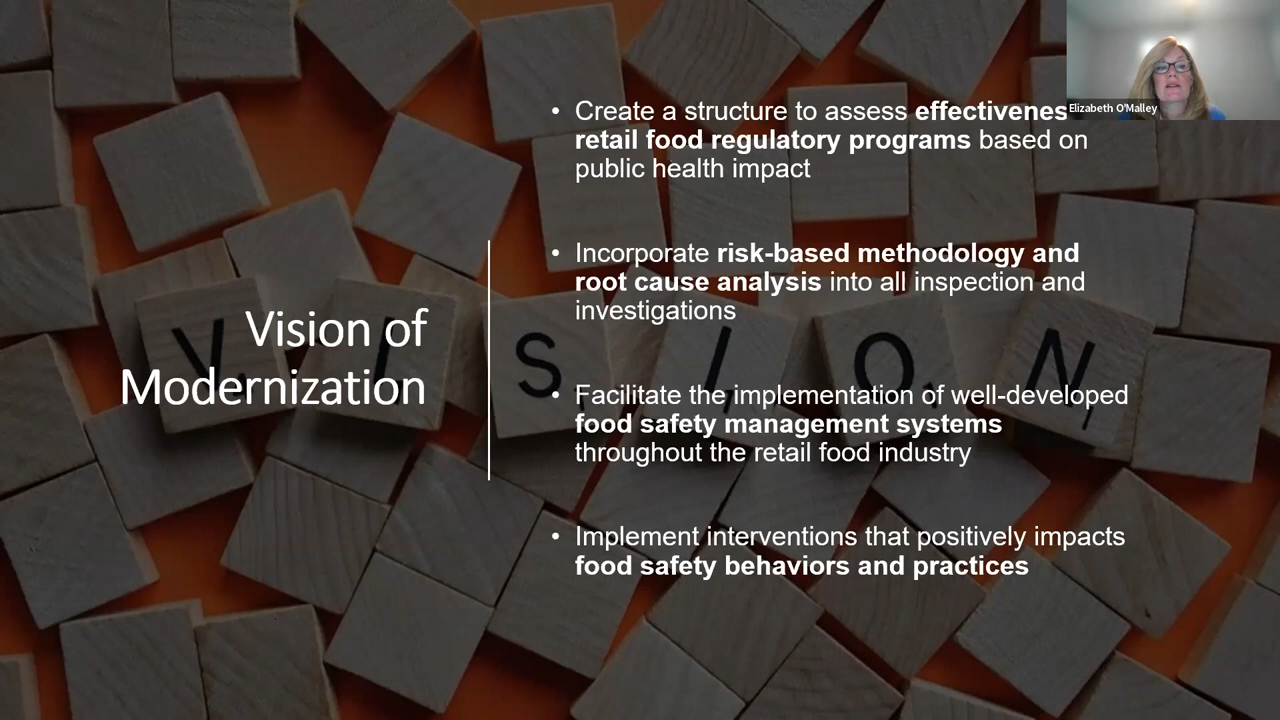 Vision of
Modernization
V I S I O N
• Create a structure to assess effectivenes
retail food regulatory programs based on
public health impact
• Incorporate risk-based methodology and
root cause analysis into all inspection and
investigations
• Facilitate the implementation of well-developed
food safety management systems
throughout the retail food industry
• Implement interventions that positively impacts
food safety behaviors and practices
Elizabeth O'Malley